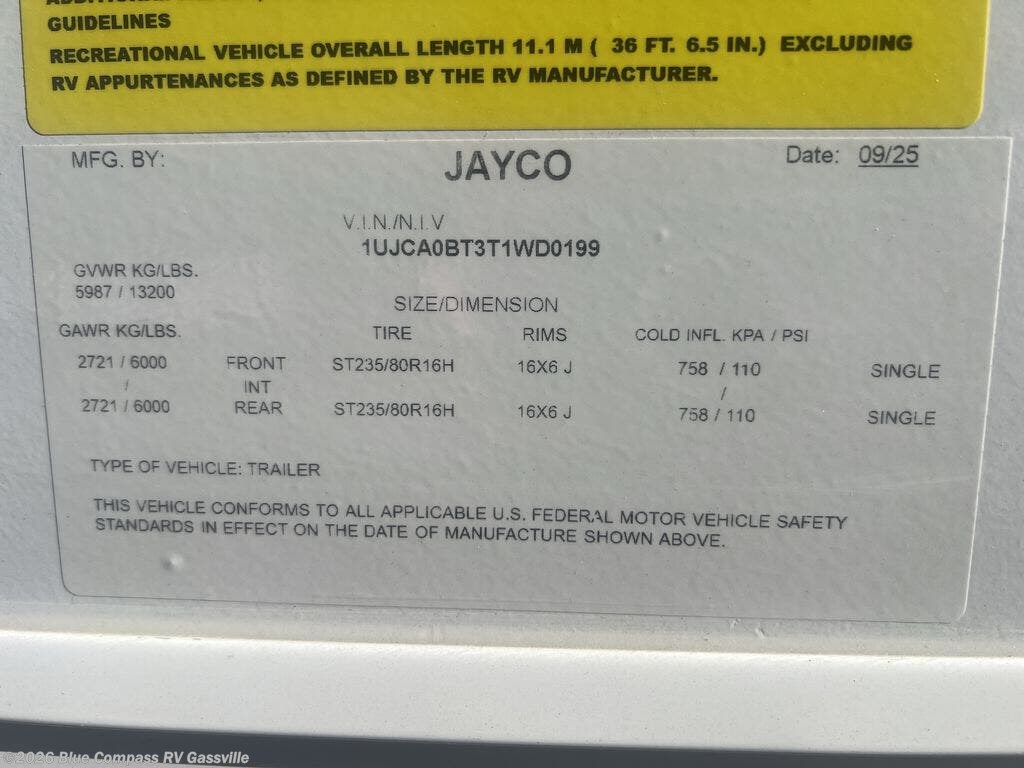 GUIDELINES
RECREATIONAL VEHICLE OVERALL LENGTH 11.1 M ( 36 FT. 6.5 IN.) EXCLUDING
RV APPURTENANCES AS DEFINED BY THE RV MANUFACTURER.
MFG. BY: JAYCO Date: 09/25
V.I.N./N.I.V
1UJCA0BT3T1WD0199
GVWR KG/LBS.
5987 / 13200
SIZE/DIMENSION
GAWR KG/LBS. TIRE RIMS COLD INFL. KPA / PSI
2721 / 6000 FRONT ST235/80R16H 16X6 J 758 / 110 SINGLE
/ INT /
2721 / 6000 REAR ST235/80R16H 16X6 J 758 / 110 SINGLE
TYPE OF VEHICLE: TRAILER
THIS VEHICLE CONFORMS TO ALL APPLICABLE U.S. FEDERAL MOTOR VEHICLE SAFETY
STANDARDS IN EFFECT ON THE DATE OF MANUFACTURE SHOWN ABOVE.
©2026 Blue Compass RV Gassville